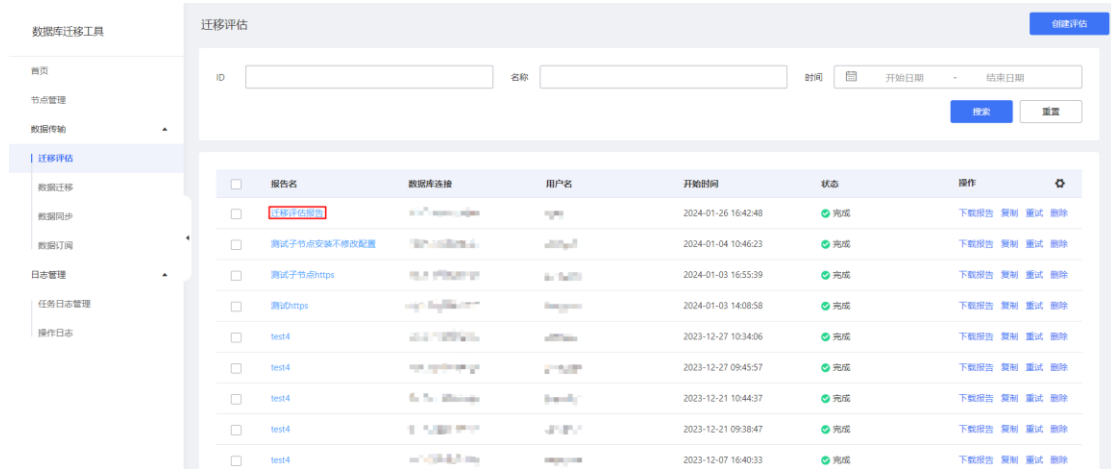 数据库迁移工具
迁移评估
创建评估
首页
节点管理
数据传输
迁移评估
数据迁移
数据同步
数据订阅
日志管理
任务日志管理
操作日志
ID
名称
时间 开始日期 - 结束日期
搜索 重置
报告名 数据库连接 用户名 开始时间 状态 操作
迁移评估报告 2024-01-26 16:42:48 完成 下载报告 复制 重试 删除
测试子节点安装不修改配置 2024-01-04 10:46:23 完成 下载报告 复制 重试 删除
测试子节点https 2024-01-03 16:55:39 完成 下载报告 复制 重试 删除
测试https 2024-01-03 14:08:58 完成 下载报告 复制 重试 删除
test4 2023-12-27 10:34:06 完成 下载报告 复制 重试 删除
test4 2023-12-27 09:45:57 完成 下载报告 复制 重试 删除
test4 2023-12-21 10:44:37 完成 下载报告 复制 重试 删除
test4 2023-12-21 09:38:47 完成 下载报告 复制 重试 删除
test4 2023-12-07 16:40:33 完成 下载报告 复制 重试 删除